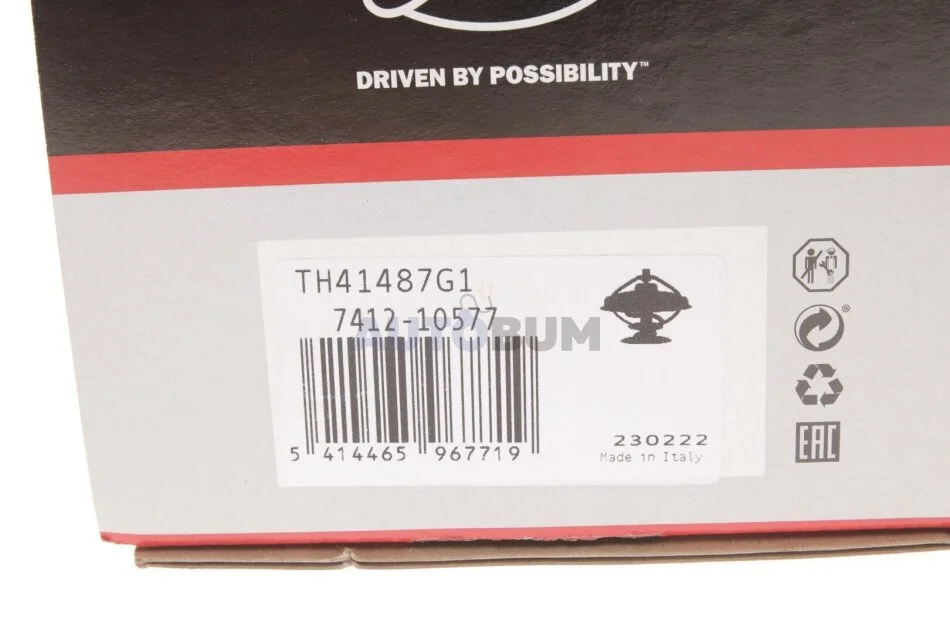 DRIVEN BY POSSIBILITY™
TH41487G1
7412-10577
AUTOBUM
5 414465 967719
230222
Made in Italy
®
EAC